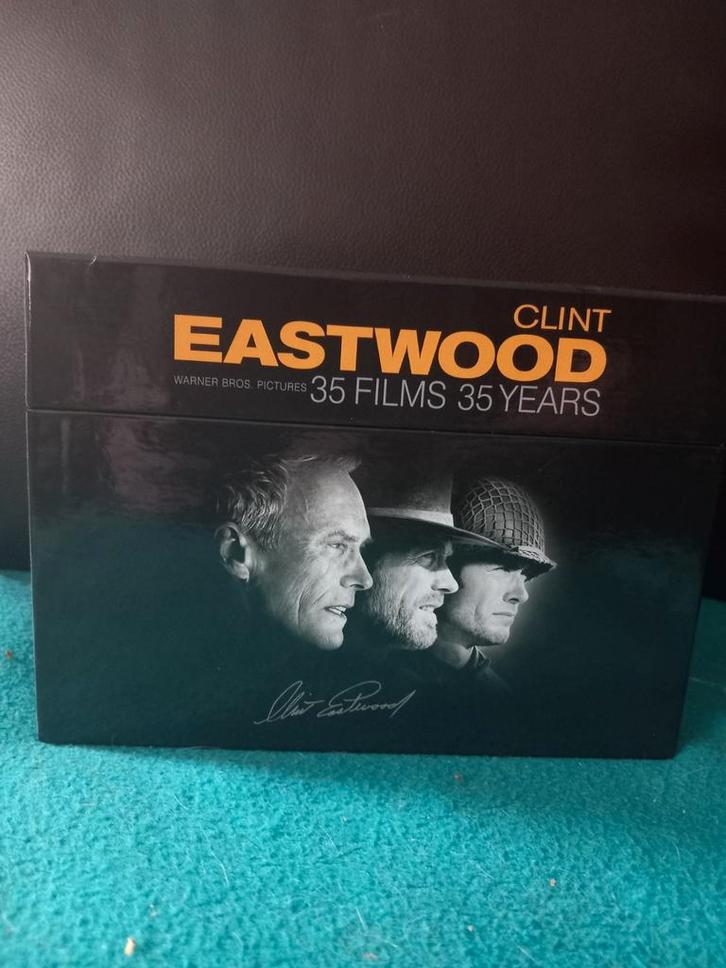 CLINT
EASTWOOD
WARNER BROS. PICTURES 35 FILMS 35 YEARS
Clint Eastwood